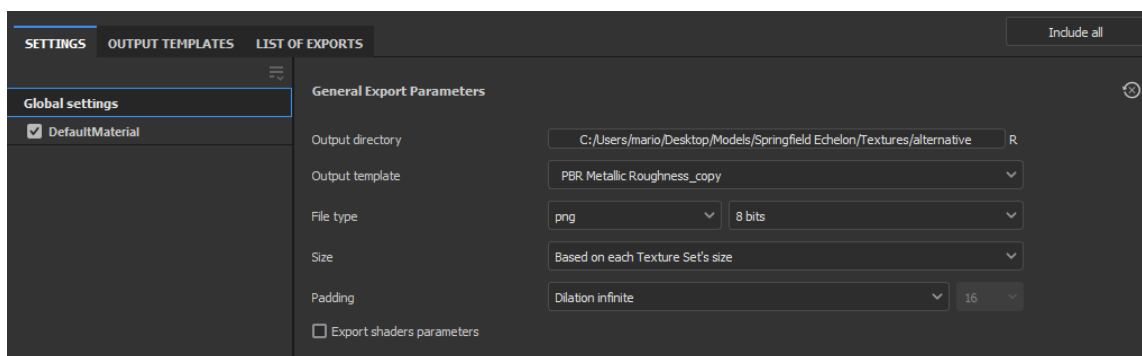 SETTINGS OUTPUT TEMPLATES LIST OF EXPORTS
Include all
Global settings
DefaultMaterial
General Export Parameters
Output directory C:/Users/mario/Desktop/Models/Springfield Echelon/Textures/alternative R
Output template PBR Metallic Roughness_copy
File type png 8 bits
Size Based on each Texture Set's size
Padding Dilation infinite 16
Export shaders parameters